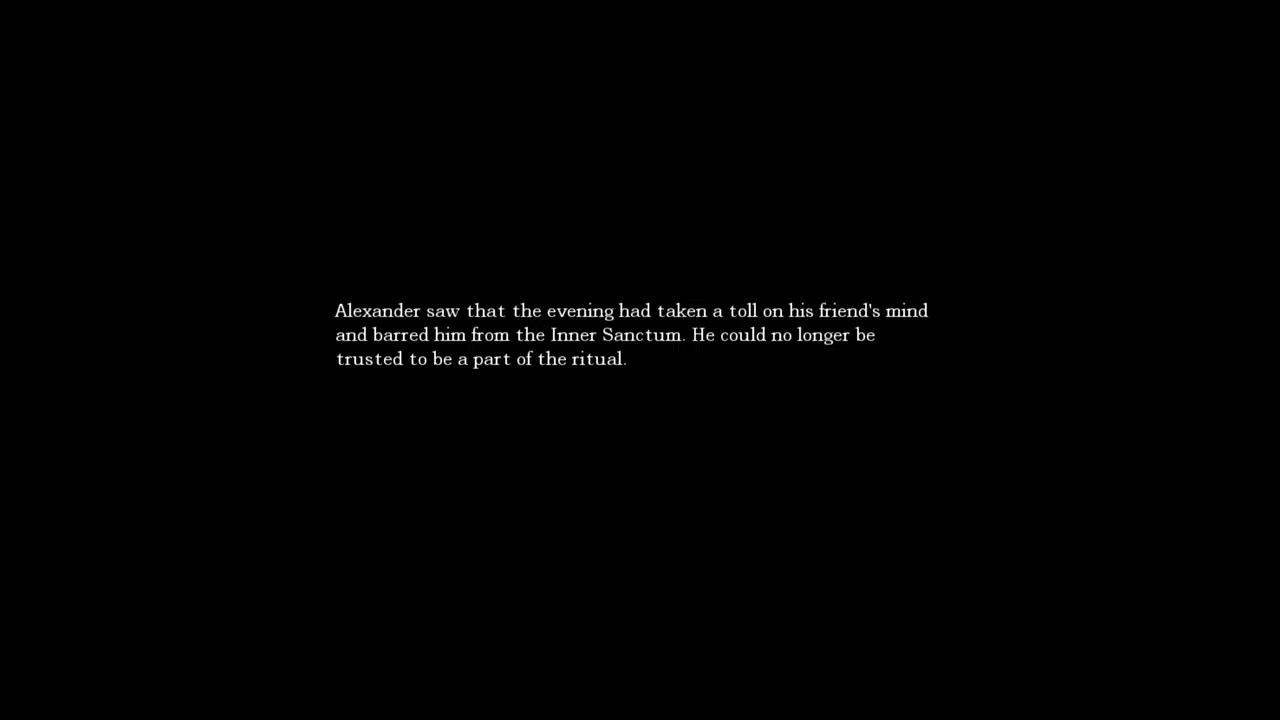 Alexander saw that the evening had taken a toll on his friend's mind
and barred him from the Inner Sanctum. He could no longer be
trusted to be a part of the ritual.